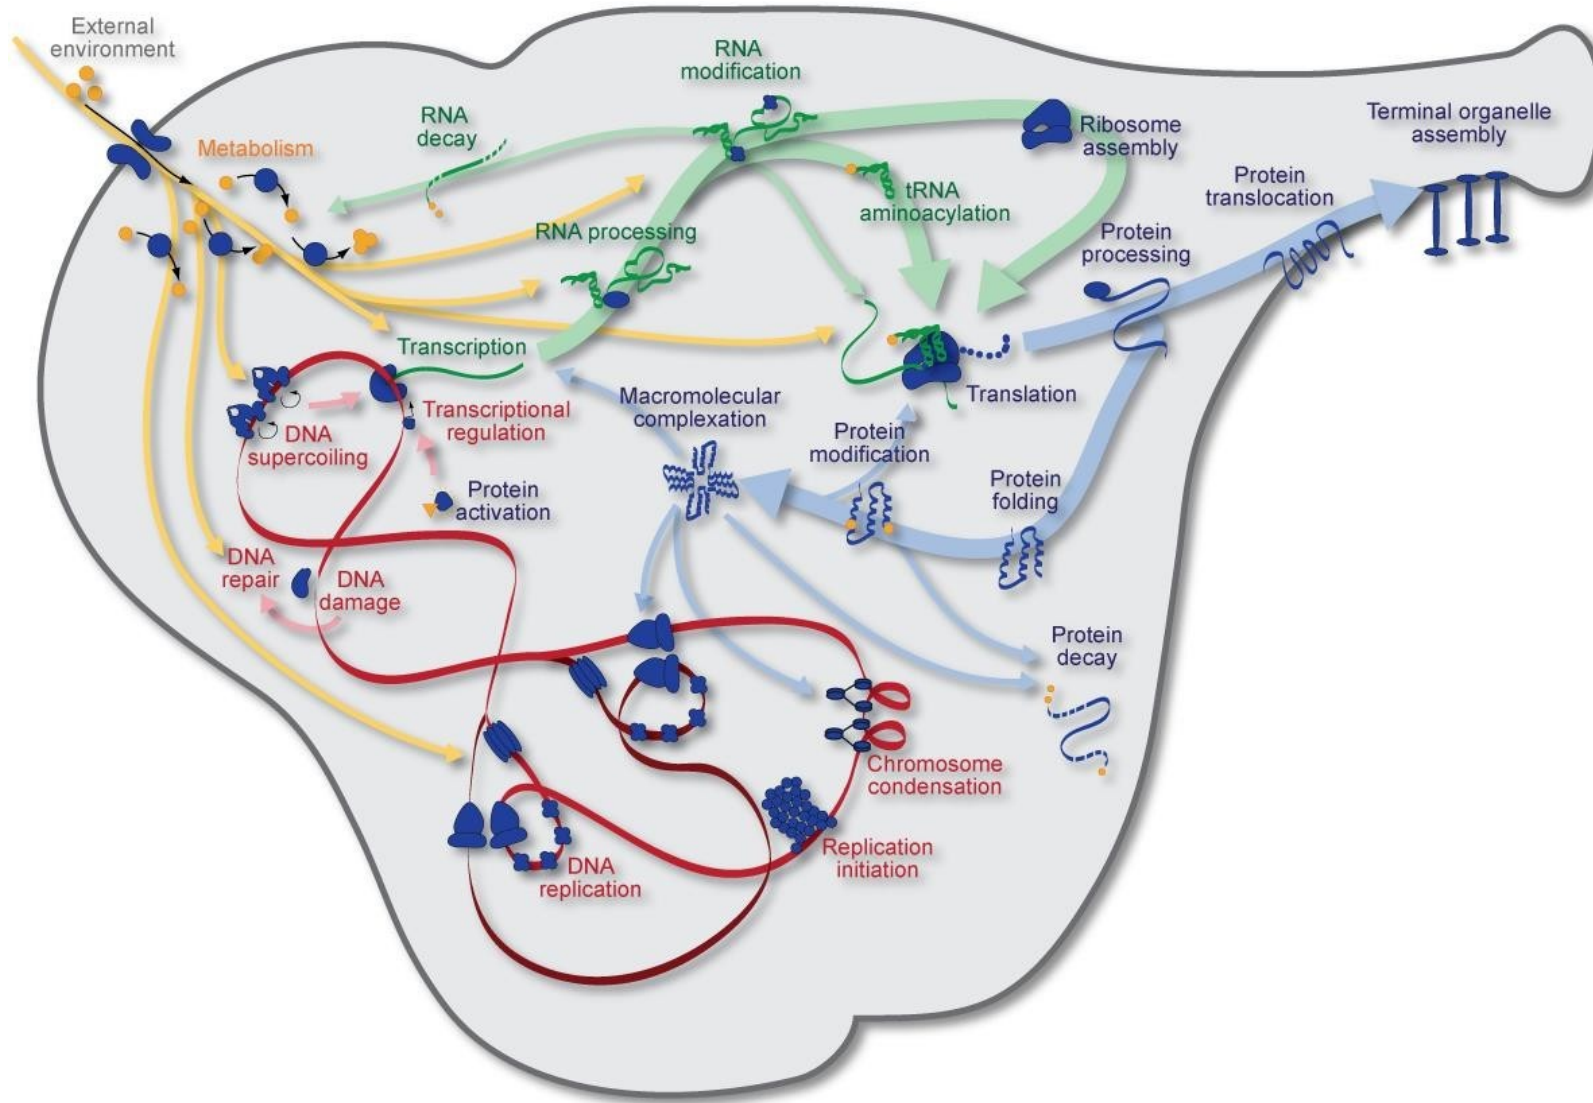 External
environment
Metabolism
RNA
decay
RNA
modification
Ribosome
assembly
Terminal organelle
assembly
tRNA
aminoacylation
Protein
translocation
RNA processing
Protein
processing
Transcription
Translation
Macromolecular
complexation
Transcriptional
regulation
DNA
supercoiling
Protein
modification
Protein
folding
Protein
activation
DNA
repair
DNA
damage
Protein
decay
Chromosome
condensation
Replication
initiation
DNA
replication